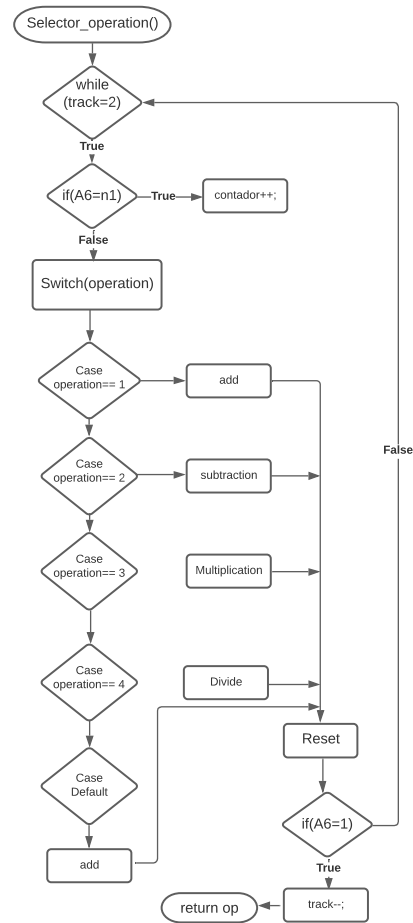 Selector_operation()
while
(track=2)
True
if(A6=n1)
True
contador++;
False
Switch(operation)
Case
operation== 1
add
False
Case
operation== 2
subtraction
Case
operation== 3
Multiplication
Case
operation== 4
Divide
Reset
Case
Default
if(A6=1)
add
True
track--;
return op